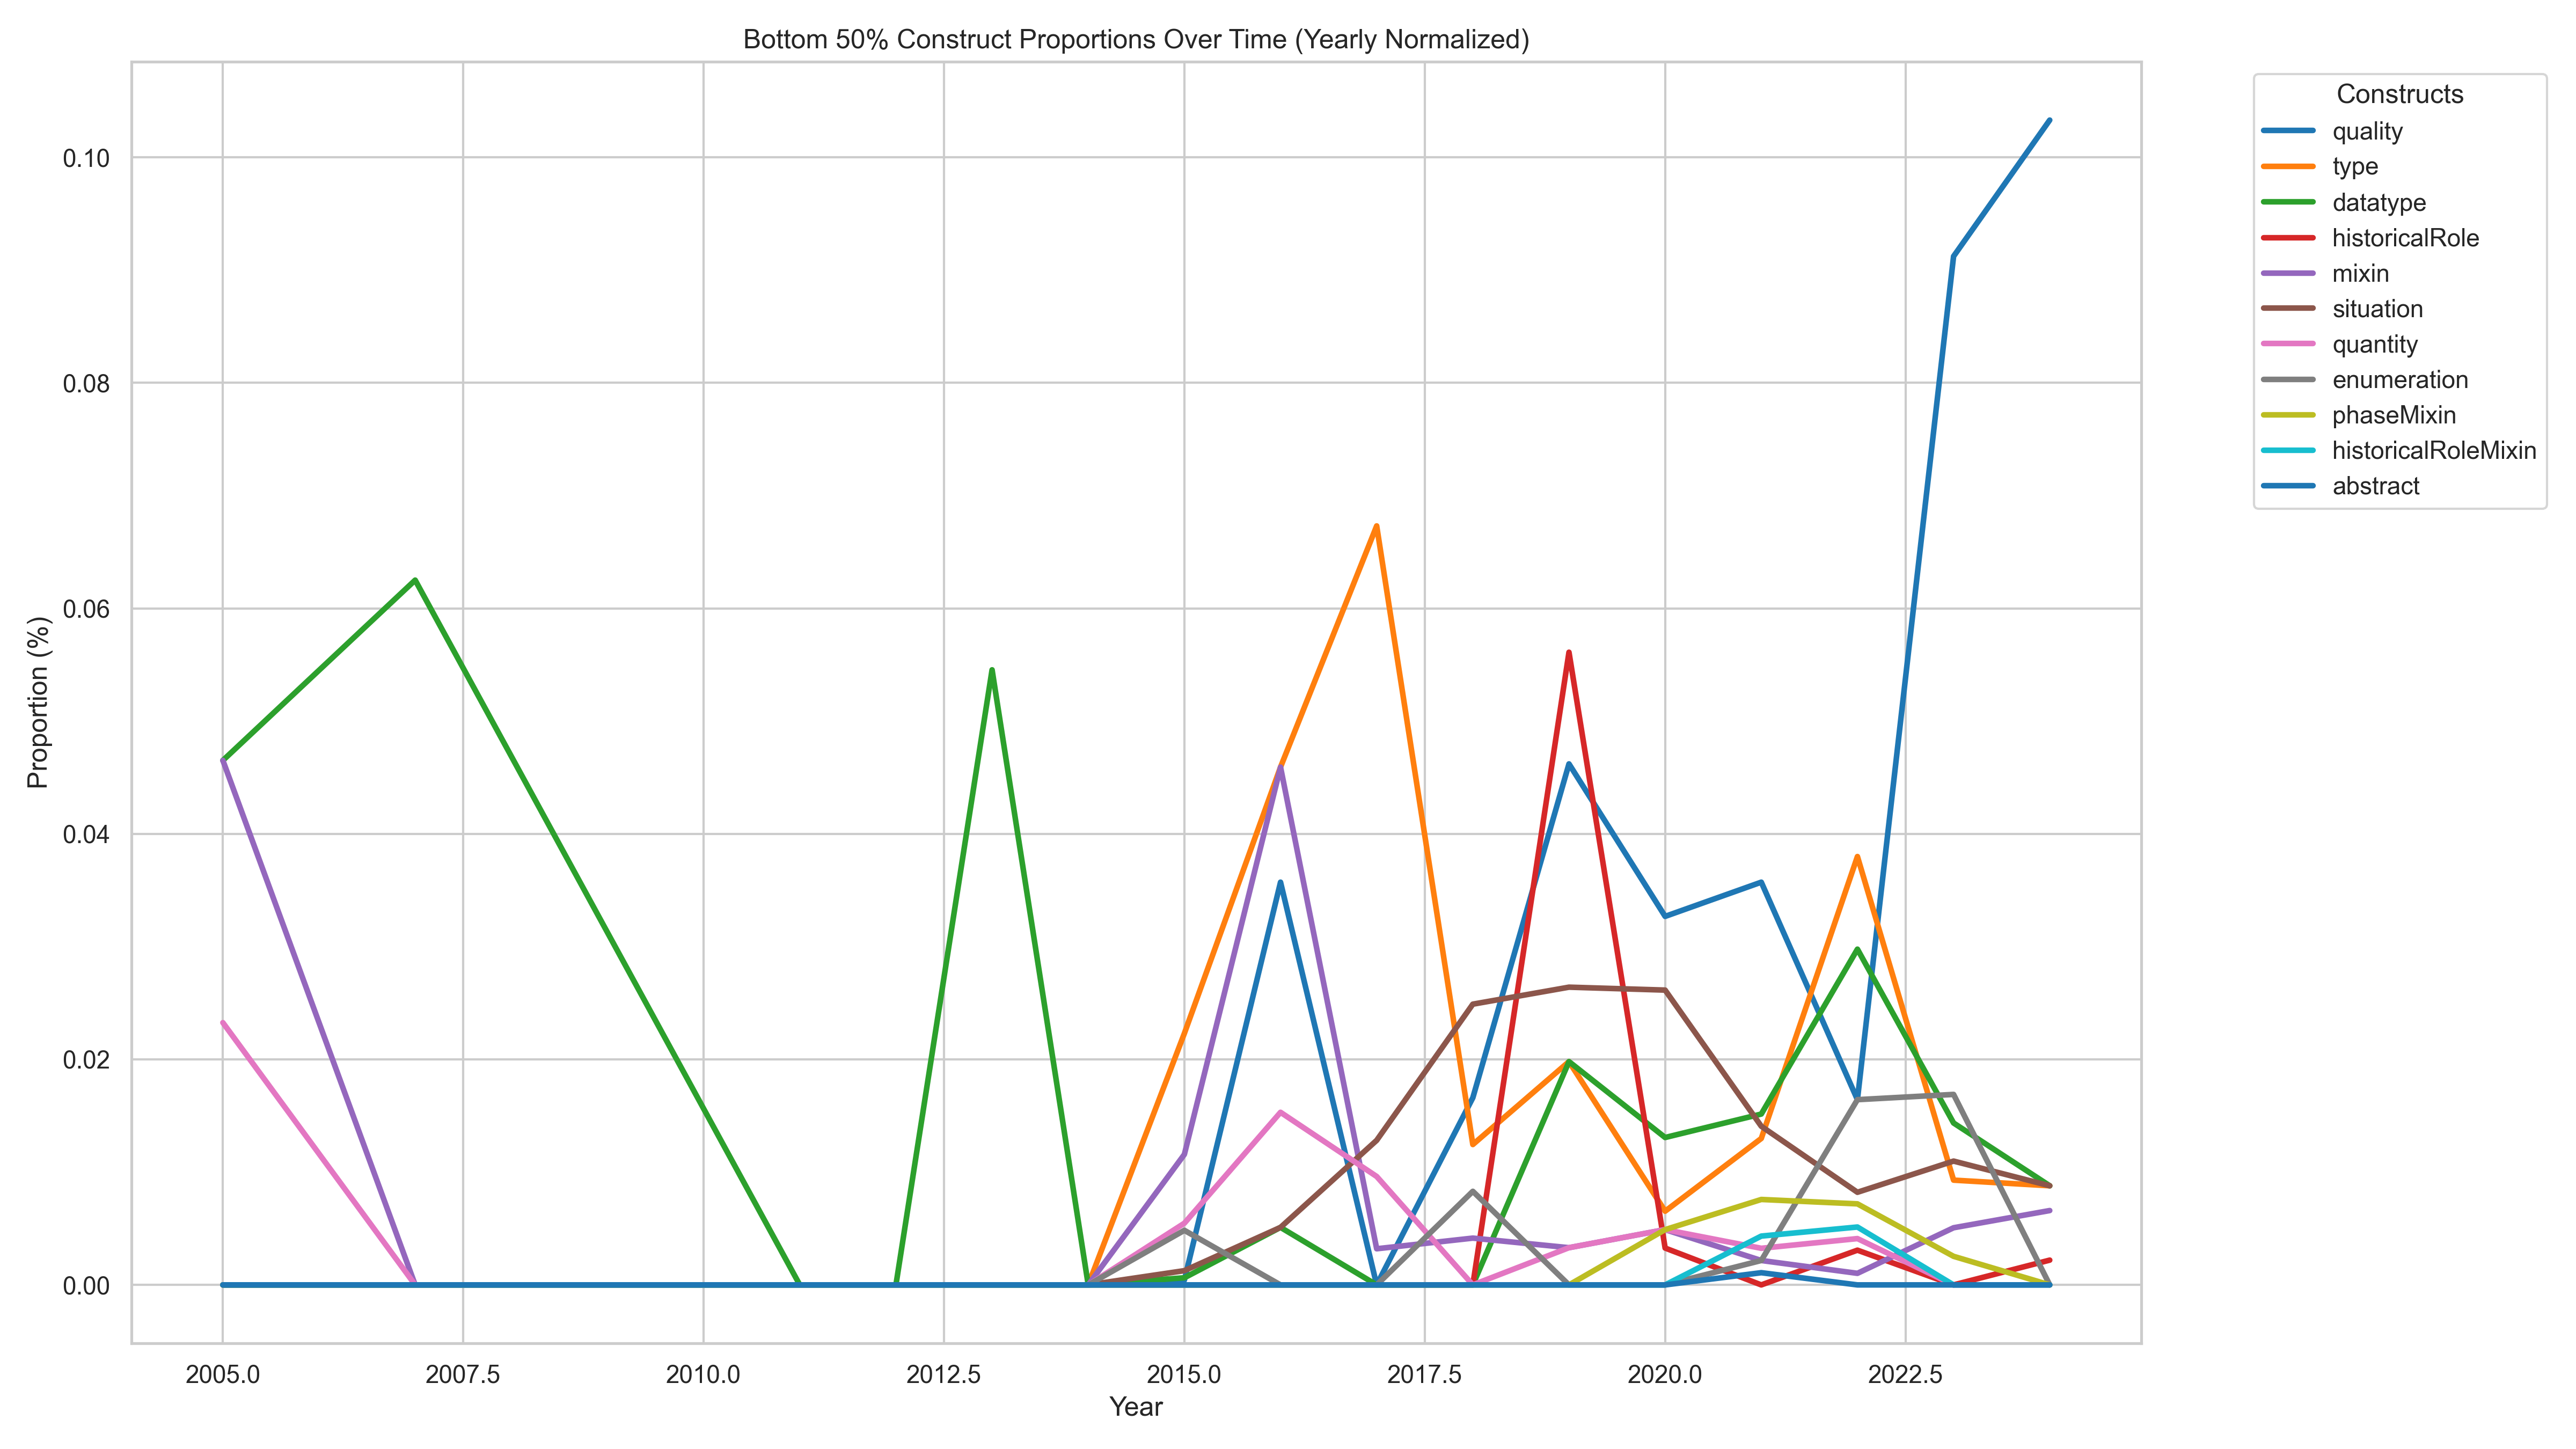 Bottom 50% Construct Proportions Over Time (Yearly Normalized)
Constructs
quality
type
datatype
historicalRole
mixin
situation
quantity
enumeration
phaseMixin
historicalRoleMixin
abstract
Proportion (%)
0.10
0.08
0.06
0.04
0.02
0.00
2005.0 2007.5 2010.0 2012.5 2015.0 2017.5 2020.0 2022.5
Year